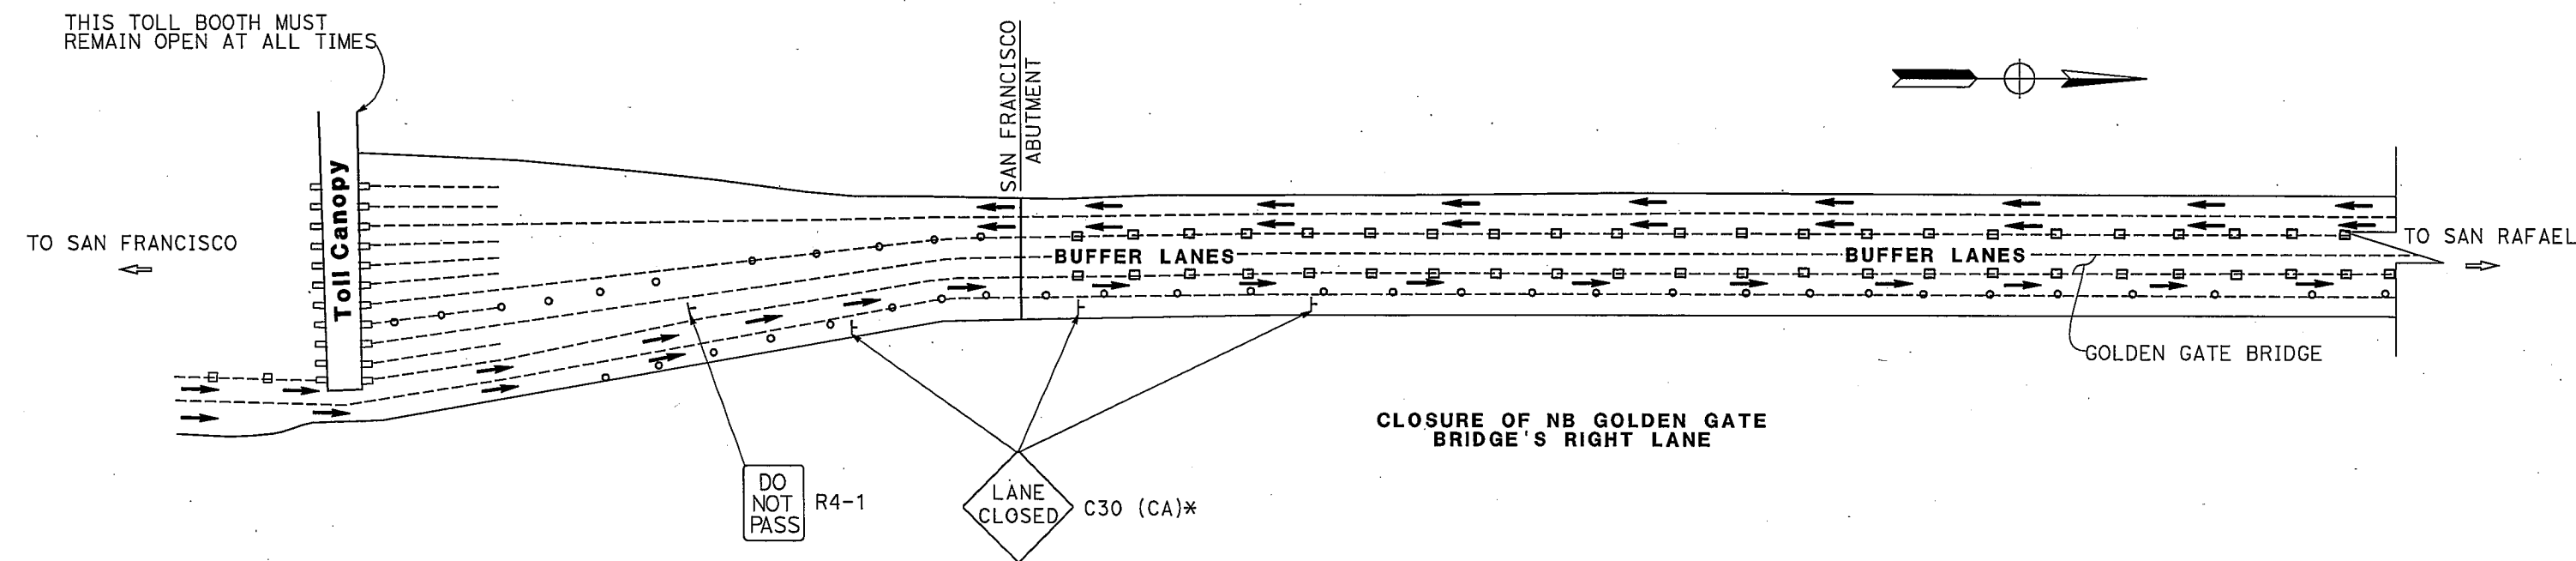 THIS TOLL BOOTH MUST
REMAIN OPEN AT ALL TIMES
SAN FRANCISCO
ABUTMENT
Toll Canopy
TO SAN FRANCISCO
TO SAN RAFAEL
BUFFER LANES
BUFFER LANES
GOLDEN GATE BRIDGE
CLOSURE OF NB GOLDEN GATE
BRIDGE'S RIGHT LANE
DO
NOT
PASS
R4-1
LANE
CLOSED
C30 (CA)*